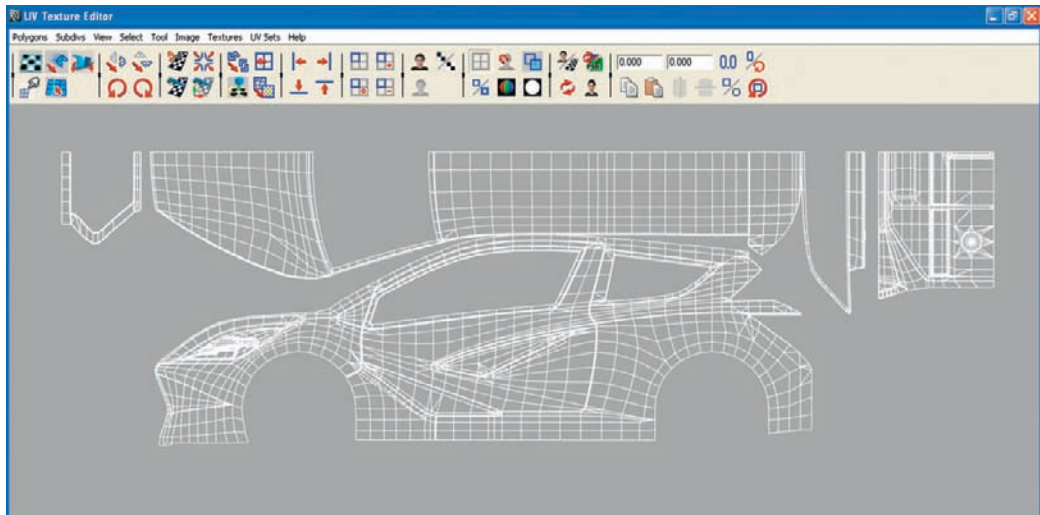 UV Texture Editor
Polygons Subdivs View Select Tool Image Textures UV Sets Help
0.000 0.000 0.0